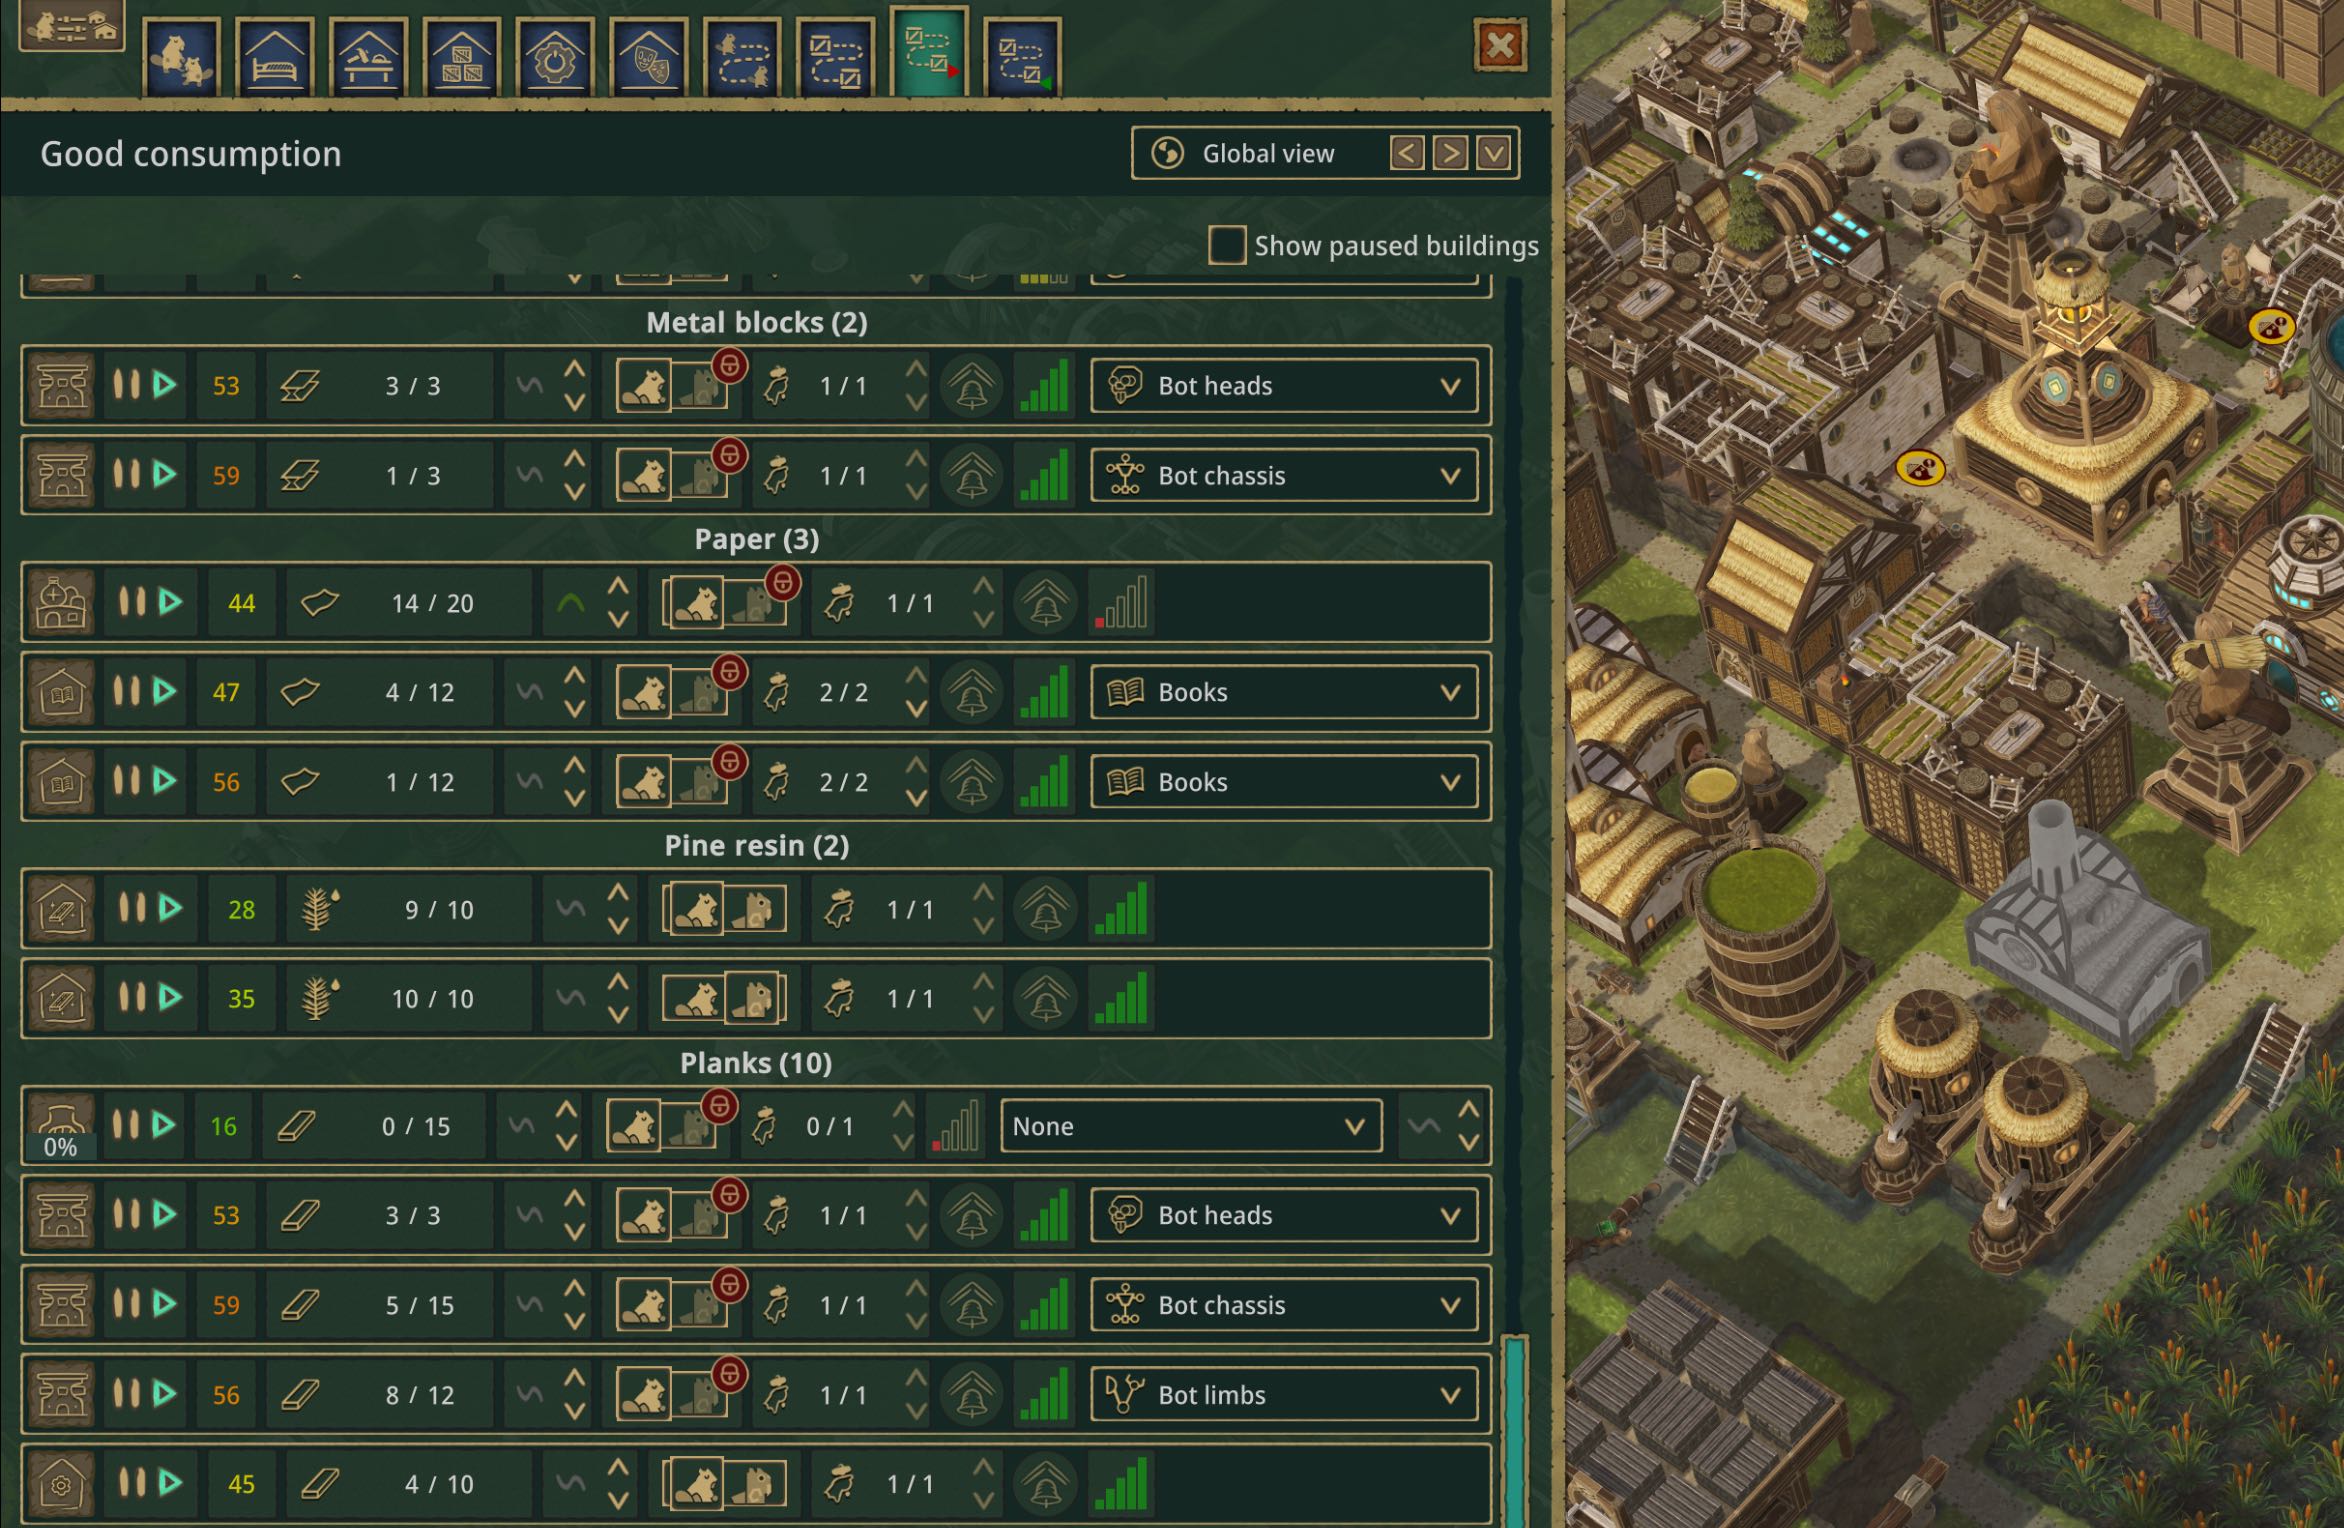 Good consumption
Global view
Show paused buildings
Metal blocks (2)
53 3 / 3 1 / 1 Bot heads
59 1 / 3 1 / 1 Bot chassis
Paper (3)
44 14 / 20 1 / 1
47 4 / 12 2 / 2 Books
56 1 / 12 2 / 2 Books
Pine resin (2)
28 9 / 10 1 / 1
35 10 / 10 1 / 1
Planks (10)
0% 16 0 / 15 0 / 1 None
53 3 / 3 1 / 1 Bot heads
59 5 / 15 1 / 1 Bot chassis
56 8 / 12 1 / 1 Bot limbs
45 4 / 10 1 / 1